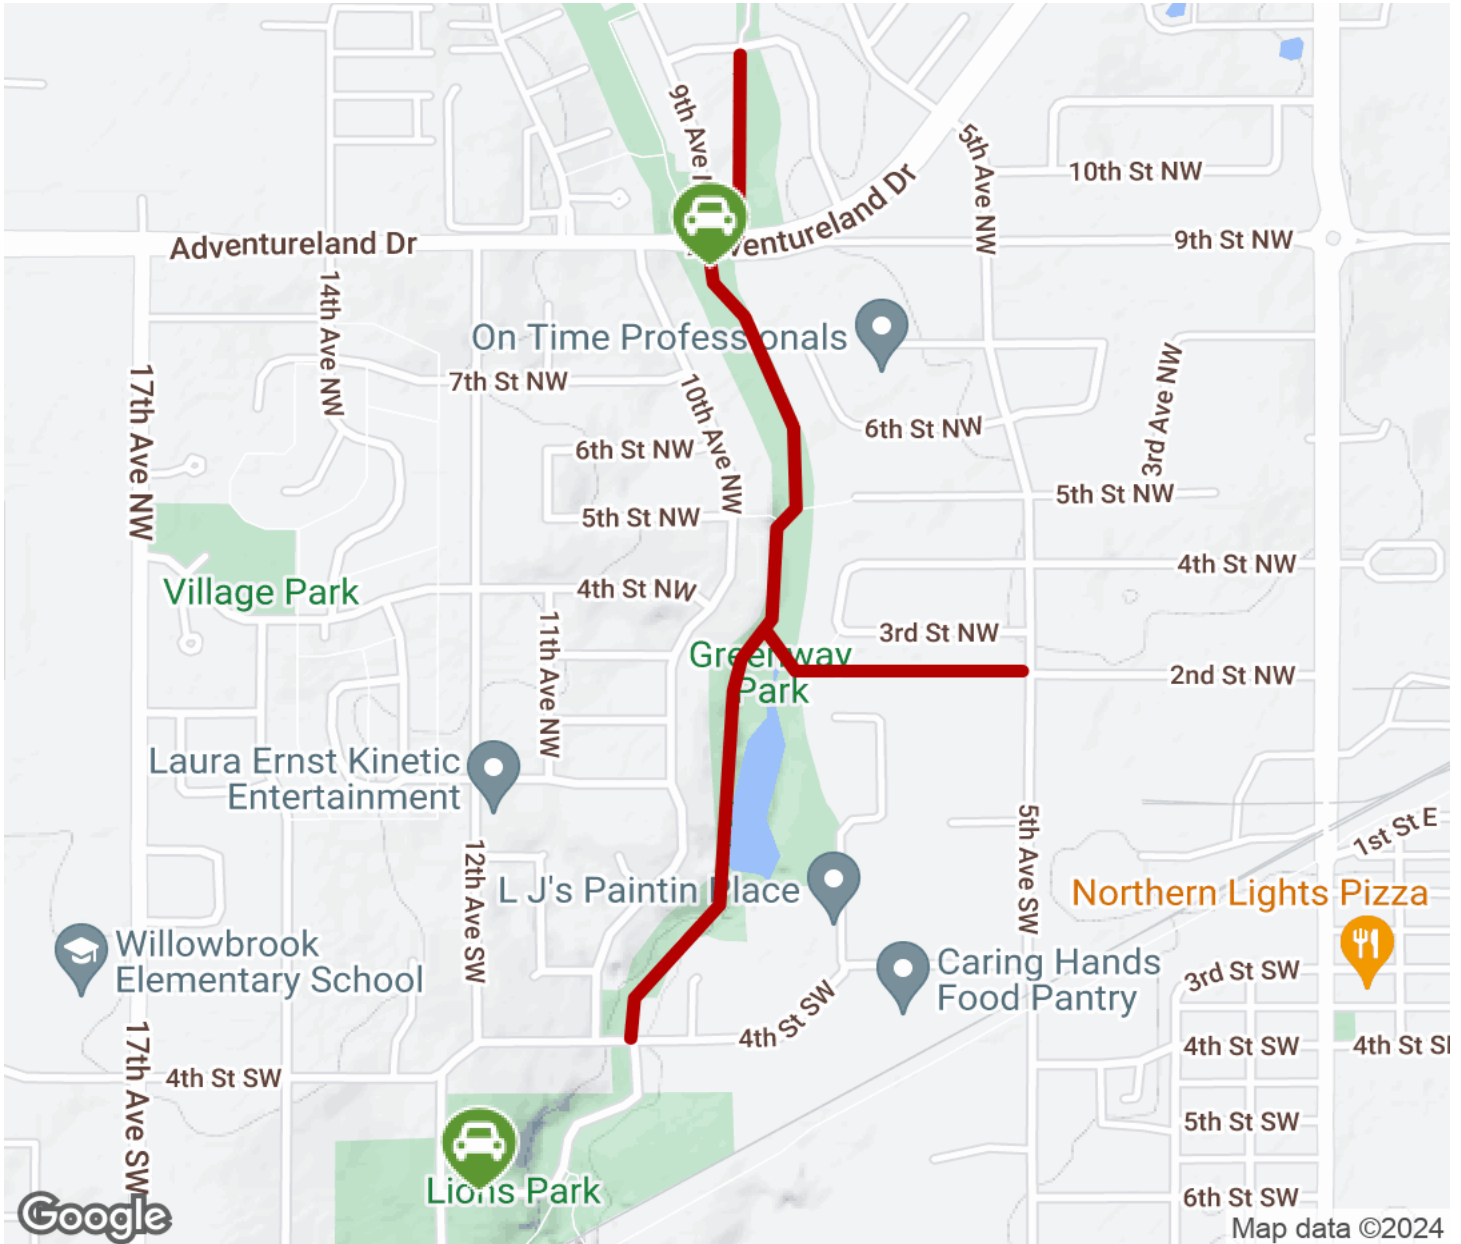 9th Ave
5th Ave NW
10th St NW
Adventureland Dr
ventureland Dr
9th St NW
14th Ave NW
On Time Professionals
17th Ave NW
7th St NW
10th Ave NW
3rd Ave NW
6th St NW
6th St NW
5th St NW
5th St NW
4th St NW
Village Park
4th St NW
11th Ave NW
3rd St NW
Greenway
Park
2nd St NW
Laura Ernst Kinetic
Entertainment
5th Ave SW
1st St E
12th Ave SW
L J's Paintin Place
Northern Lights Pizza
Willowbrook
Elementary School
Caring Hands
Food Pantry
3rd St SW
17th Ave SW
4th St SW
4th St SW
4th St
4th St SW
5th St SW
Lions Park
6th St SW
Google
Map data ©2024